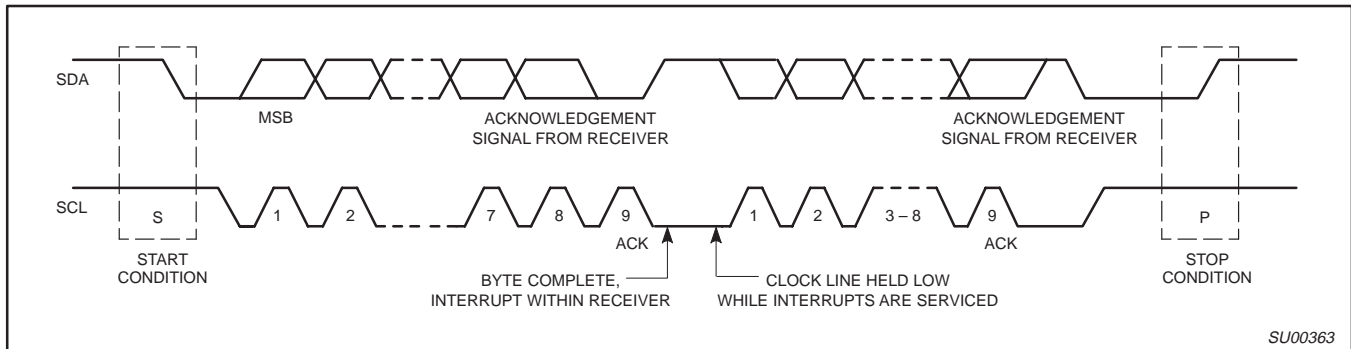 SDA
MSB
ACKNOWLEDGEMENT
SIGNAL FROM RECEIVER
ACKNOWLEDGEMENT
SIGNAL FROM RECEIVER
SCL
S
1
2
7
8
9
1
2
3 – 8
9
P
ACK
ACK
START
CONDITION
BYTE COMPLETE,
INTERRUPT WITHIN RECEIVER
CLOCK LINE HELD LOW
WHILE INTERRUPTS ARE SERVICED
STOP
CONDITION
SU00363